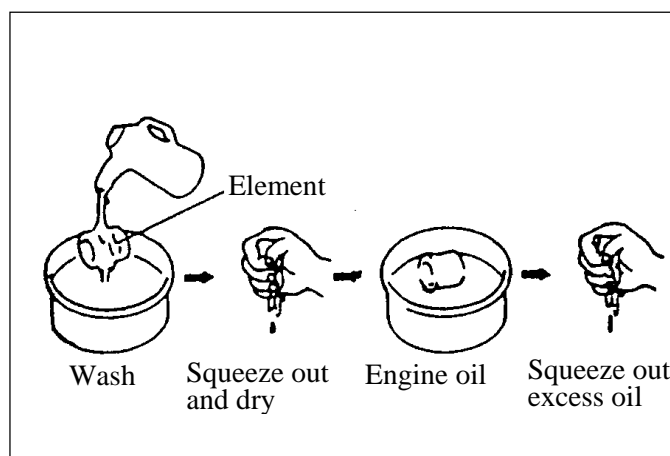 Element
Wash
Squeeze out
and dry
Engine oil
Squeeze out
excess oil